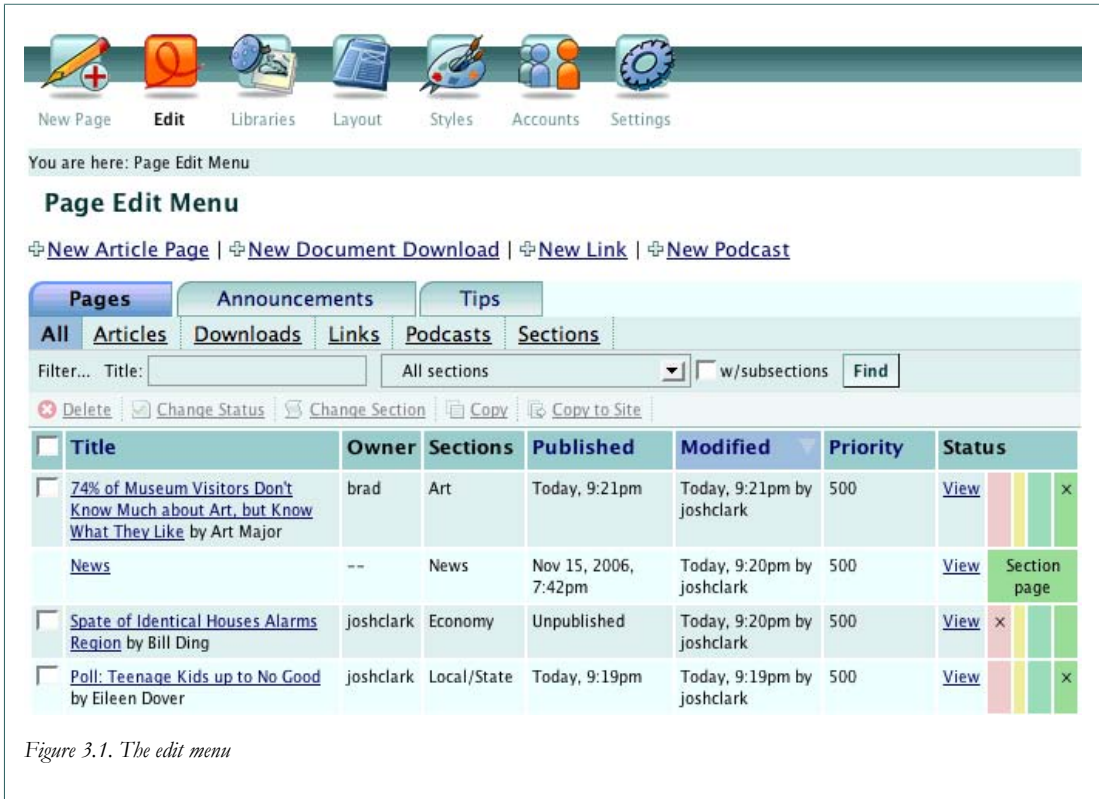 New Page Edit Libraries Layout Styles Accounts Settings
You are here: Page Edit Menu
Page Edit Menu
New Article Page | New Document Download | New Link | New Podcast
Pages Announcements Tips
All Articles Downloads Links Podcasts Sections
Filter... Title: All sections w/subsections Find
Delete Change Status Change Section Copy Copy to Site
Title Owner Sections Published Modified Priority Status
74% of Museum Visitors Don't brad Art Today, 9:21pm Today, 9:21pm by 500 View ×
Know Much about Art, but Know joshclark
What They Like by Art Major
News -- News Nov 15, 2006, Today, 9:20pm by 500 View Section
7:42pm joshclark page
Spate of Identical Houses Alarms joshclark Economy Unpublished Today, 9:20pm by 500 View ×
Region by Bill Ding joshclark
Poll: Teenage Kids up to No Good joshclark Local/State Today, 9:19pm Today, 9:19pm by 500 View ×
by Eileen Dover joshclark
Figure 3.1. The edit menu